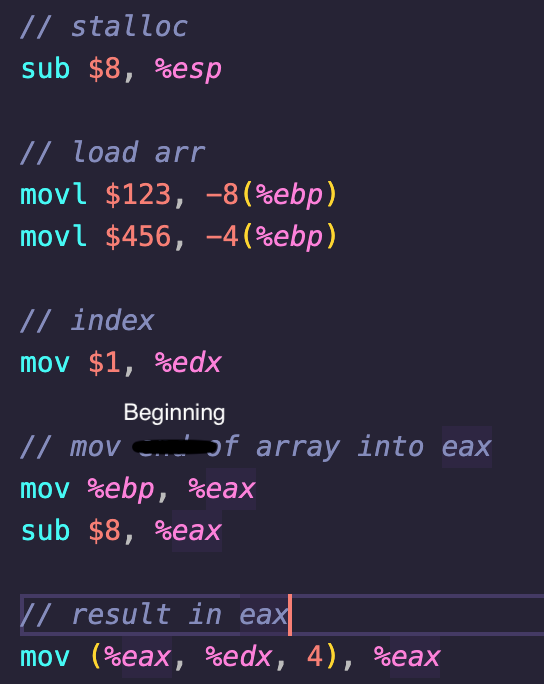 // stalloc
sub $8, %esp
// load arr
movl $123, -8(%ebp)
movl $456, -4(%ebp)
// index
mov $1, %edx
Beginning
// mov of array into eax
mov %ebp, %eax
sub $8, %eax
// result in eax
mov (%eax, %edx, 4), %eax